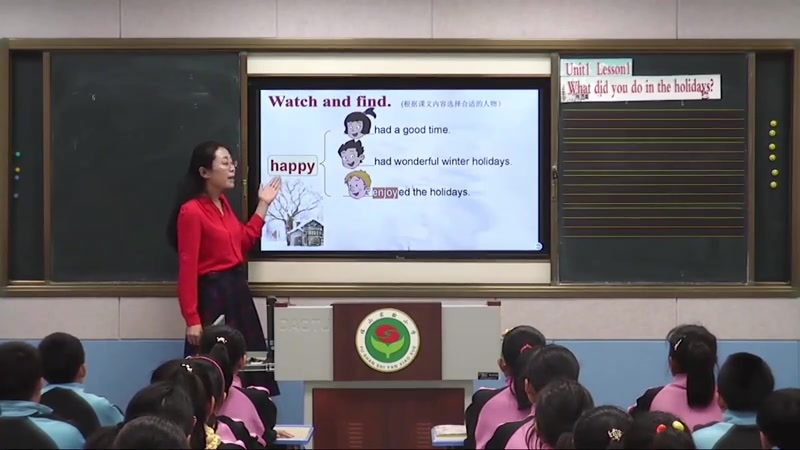 Watch and find. (根据课文内容选择合适的人物)
had a good time.
happy
had wonderful winter holidays.
enjoyed the holidays.
Unit1 Lesson1
What did you do in the holidays?